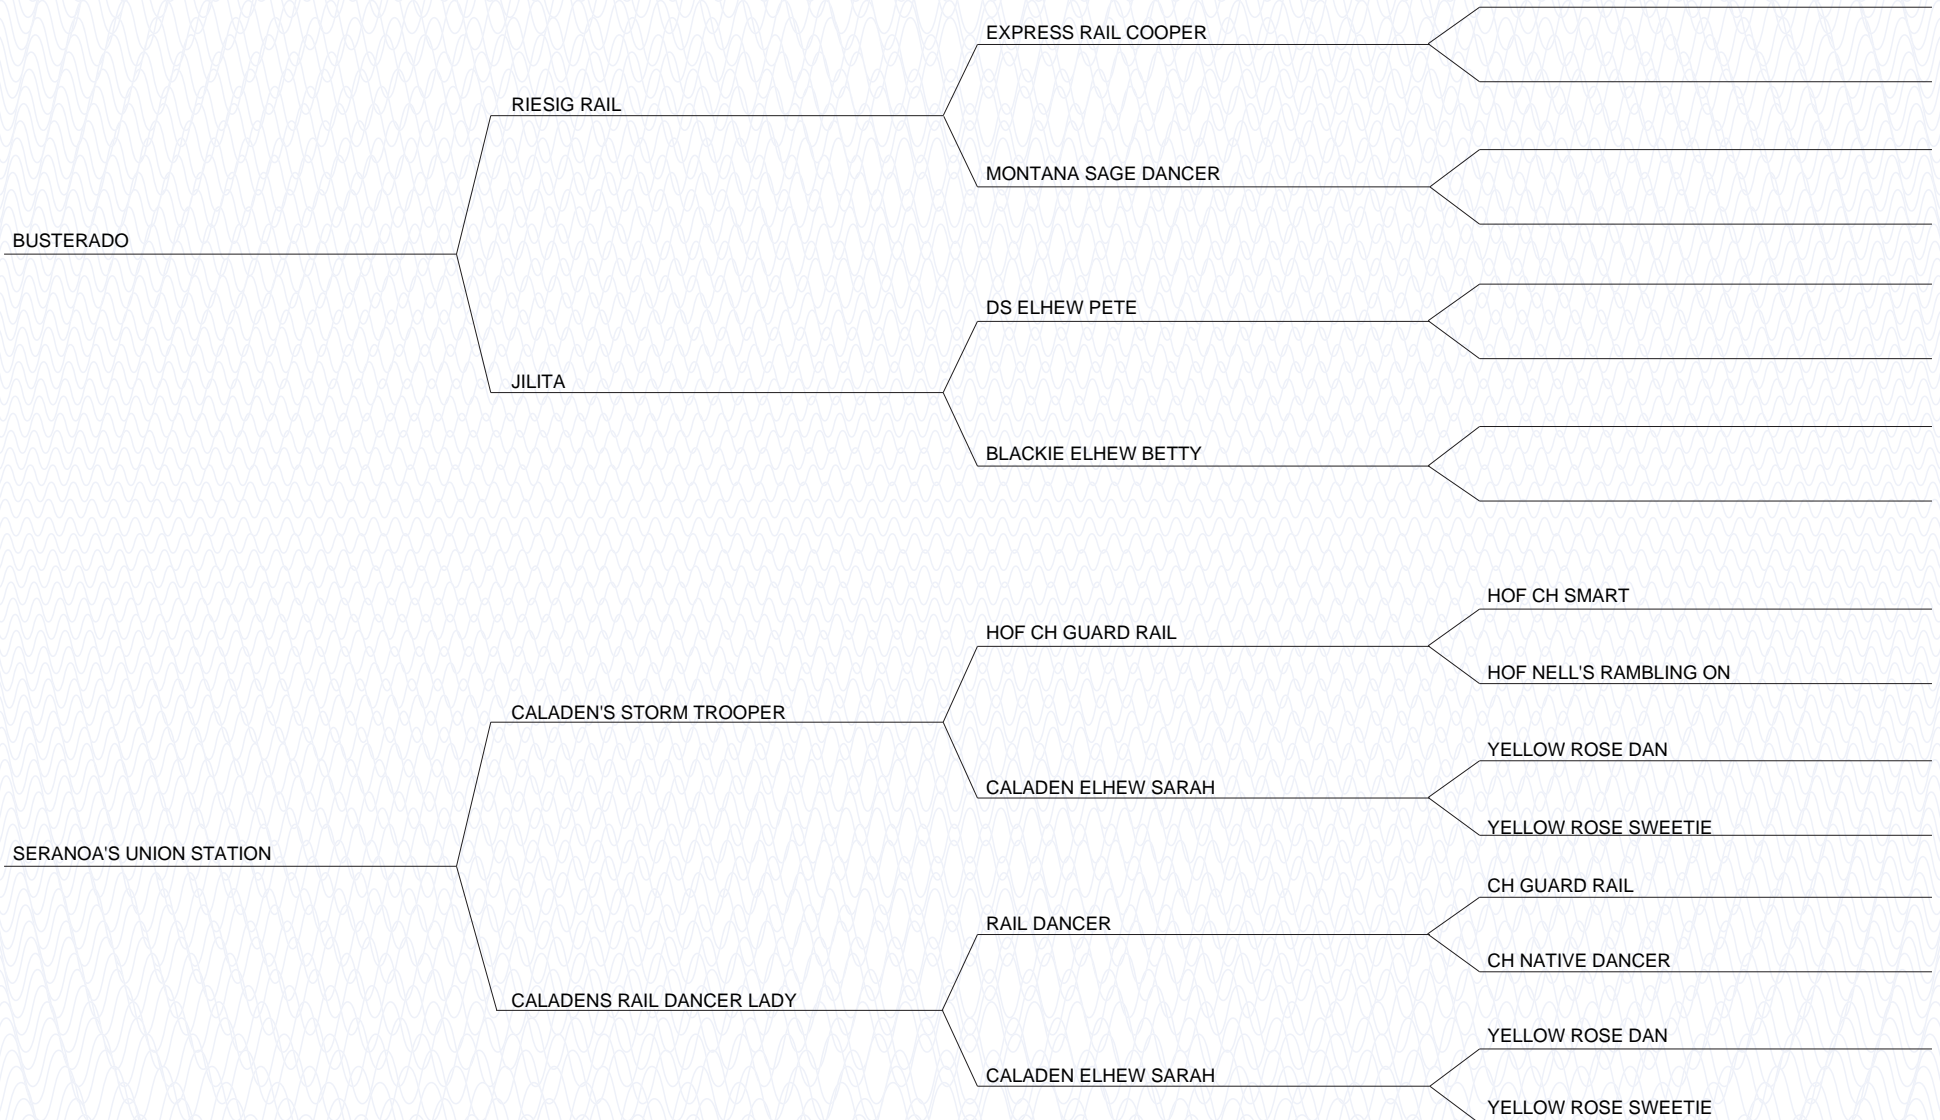 EXPRESS RAIL COOPER
RIESIG RAIL
MONTANA SAGE DANCER
BUSTERADO
DS ELHEW PETE
JILITA
BLACKIE ELHEW BETTY
HOF CH SMART
HOF CH GUARD RAIL
HOF NELL'S RAMBLING ON
CALADEN'S STORM TROOPER
YELLOW ROSE DAN
CALADEN ELHEW SARAH
YELLOW ROSE SWEETIE
SERANOA'S UNION STATION
CH GUARD RAIL
RAIL DANCER
CH NATIVE DANCER
CALADENS RAIL DANCER LADY
YELLOW ROSE DAN
CALADEN ELHEW SARAH
YELLOW ROSE SWEETIE